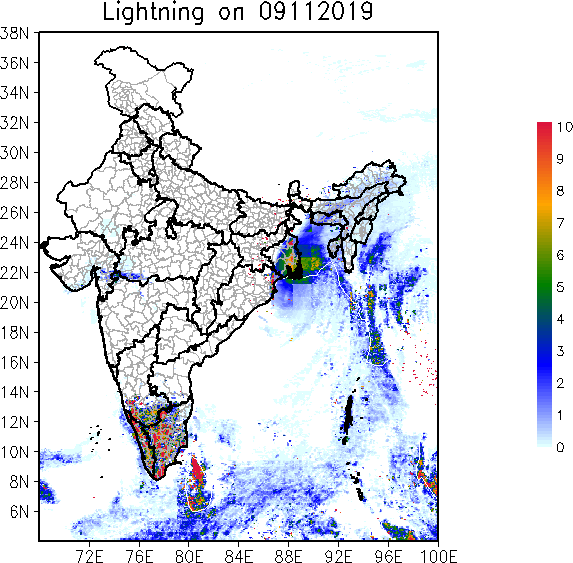 Lightning on 09112019
38N
36N
34N
32N
30N
28N
26N
24N
22N
20N
18N
16N
14N
12N
10N
8N
6N
72E 76E 80E 84E 88E 92E 96E 100E
10
9
8
7
6
5
4
3
2
1
0